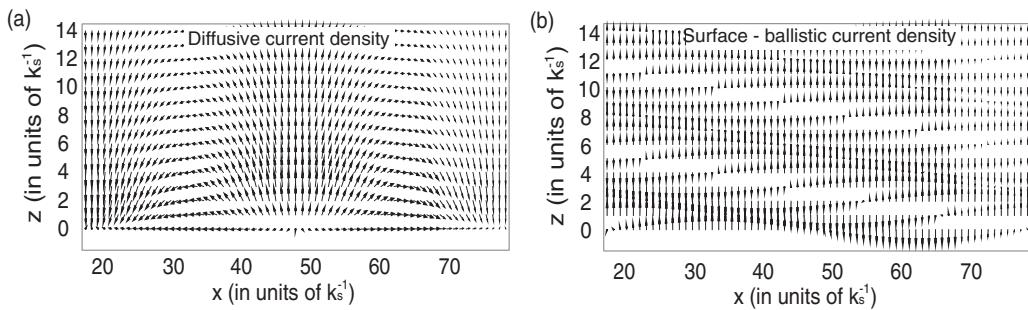 (a)
Diffusive current density
14
12
10
8
6
4
2
0
z (in units of kₛ⁻¹)
20 30 40 50 60 70
x (in units of kₛ⁻¹)
(b)
Surface - ballistic current density
14
12
10
8
6
4
2
0
z (in units of kₛ⁻¹)
20 30 40 50 60 70
x (in units of kₛ⁻¹)